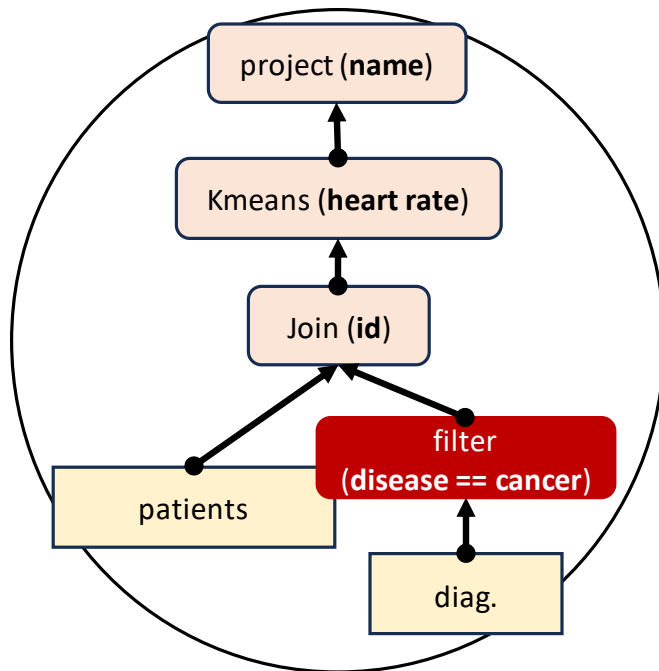 project (name)
Kmeans (heart rate)
Join (id)
filter
(disease == cancer)
patients
diag.